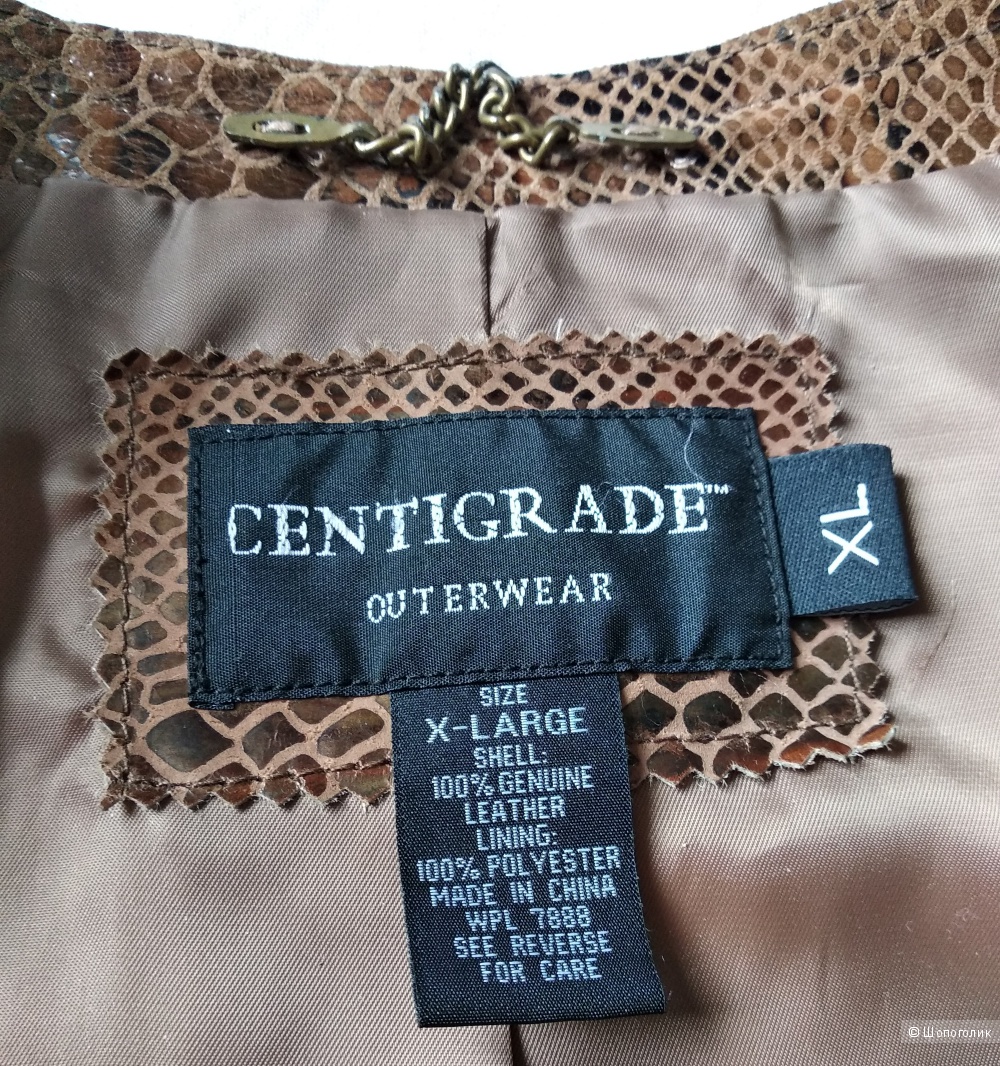 CENTIGRADE™
OUTERWEAR
XL
SIZE
X-LARGE
SHELL:
100% GENUINE
LEATHER
LINING:
100% POLYESTER
MADE IN CHINA
WPL 7888
SEE REVERSE
FOR CARE
© Шопоголик